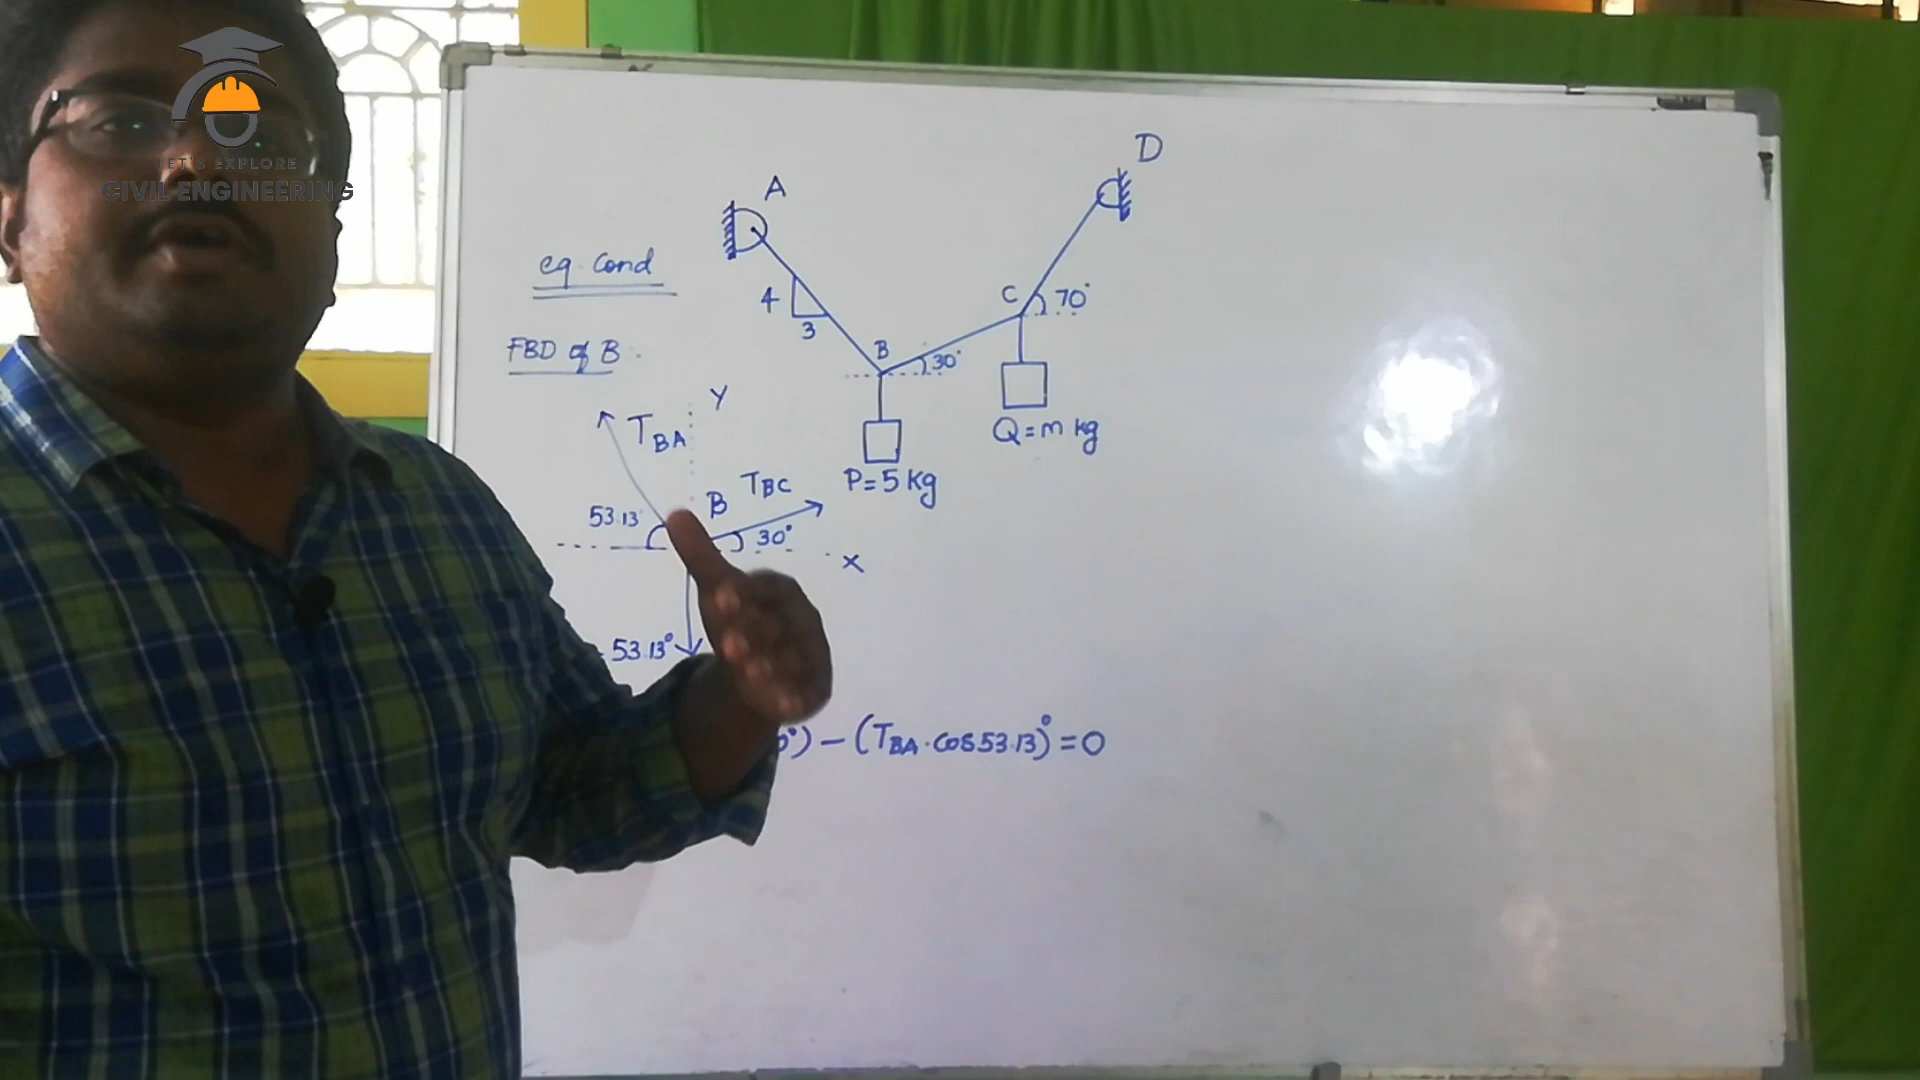 LET'S EXPLORE
CIVIL ENGINEERING
D
A
eq. Cond
4
3
C
70°
FBD of B.
B
30°
Y
T_BA
Q = m kg
P = 5 Kg
B
T_BC
53.13
30°
X
53.13°
°) - (T_BA . cos 53.13°) = 0